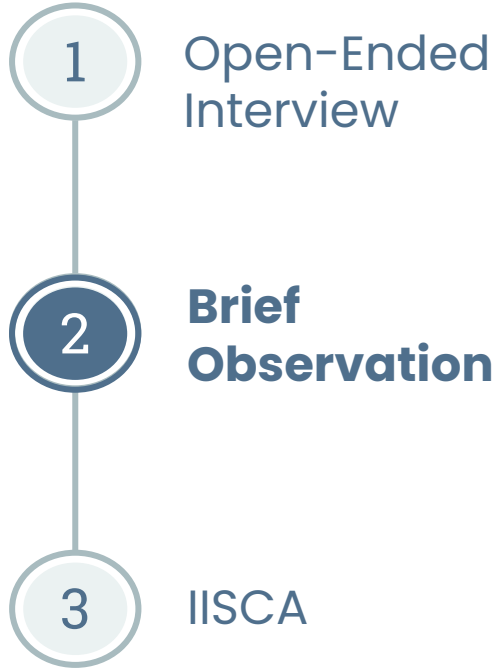 1
Open-Ended
Interview
2
Brief
Observation
3
IISCA